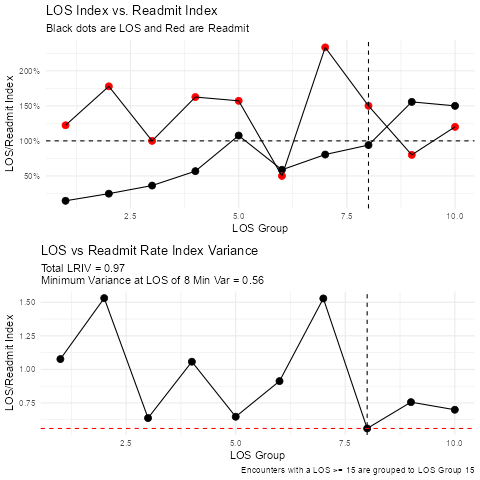 LOS Index vs. Readmit Index
Black dots are LOS and Red are Readmit
LOS/Readmit Index
200%
150%
100%
50%
2.5 5.0 7.5 10.0
LOS Group
LOS vs Readmit Rate Index Variance
Total LRIV = 0.97
Minimum Variance at LOS of 8 Min Var = 0.56
LOS/Readmit Index
1.50
1.25
1.00
0.75
2.5 5.0 7.5 10.0
LOS Group
Encounters with a LOS >= 15 are grouped to LOS Group 15